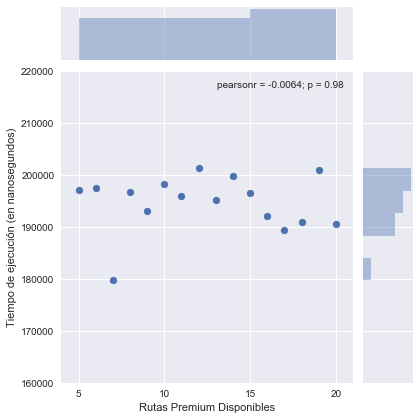 pearsonr = -0.0064; p = 0.98
220000
210000
200000
190000
180000
170000
160000
Tiempo de ejecución (en nanosegundos)
5 10 15 20
Rutas Premium Disponibles